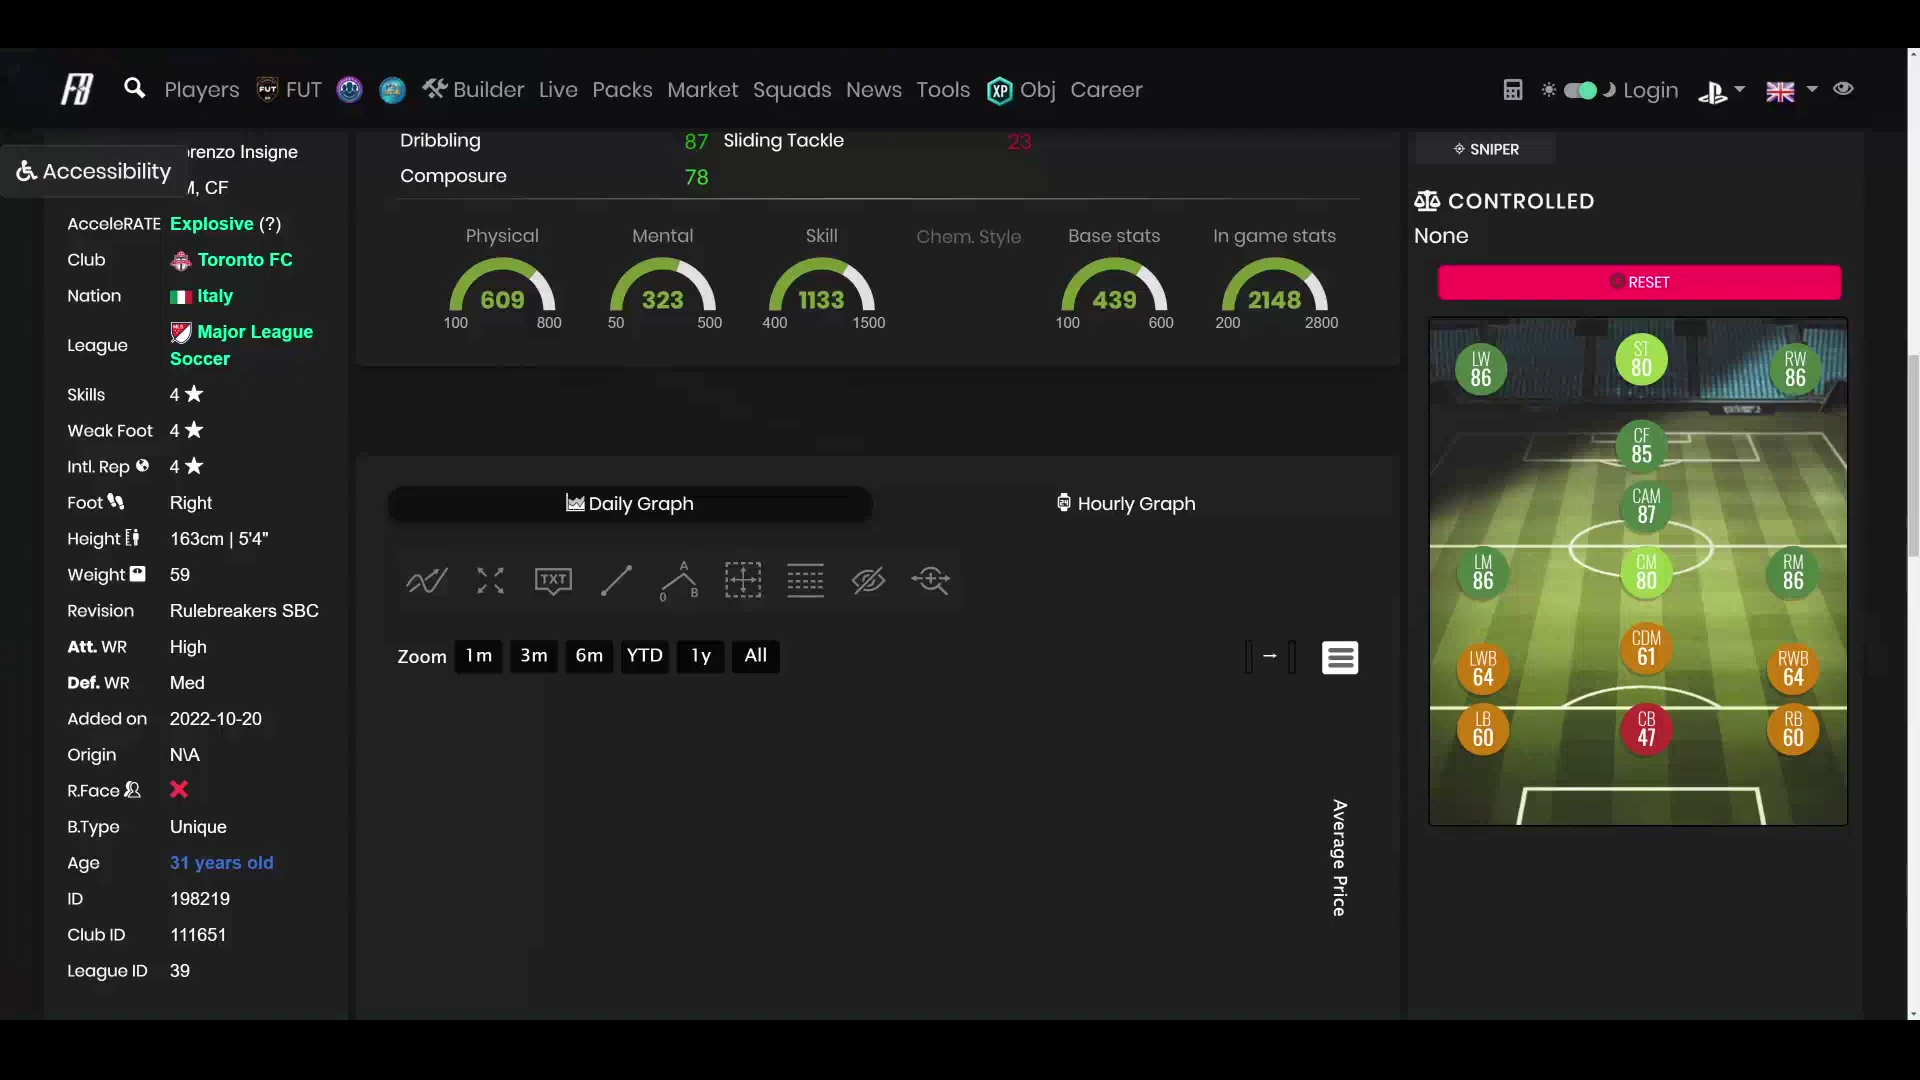 Players FUT Builder Live Packs Market Squads News Tools XP Obj Career Login
Accessibility
orenzo Insigne
M, CF
AcceleRATE Explosive (?)
Club Toronto FC
Nation Italy
League Major League
Soccer
Skills 4
Weak Foot 4
Intl. Rep 4
Foot Right
Height 163cm | 5'4"
Weight 59
Revision Rulebreakers SBC
Att. WR High
Def. WR Med
Added on 2022-10-20
Origin N\A
R.Face
B.Type Unique
Age 31 years old
ID 198219
Club ID 111651
League ID 39
Dribbling 87 Sliding Tackle 23
Composure 78
Physical Mental Skill Chem. Style Base stats In game stats
609 323 1133 439 2148
100 800 50 500 400 1500 100 600 200 2800
Daily Graph Hourly Graph
TXT
A
0 B
Zoom 1m 3m 6m YTD 1y All →
Average Price
SNIPER
CONTROLLED
None
RESET
LW
86
ST
80
RW
86
CF
85
CAM
87
LM
86
CM
80
RM
86
CDM
61
LWB
64
RWB
64
LB
60
CB
47
RB
60